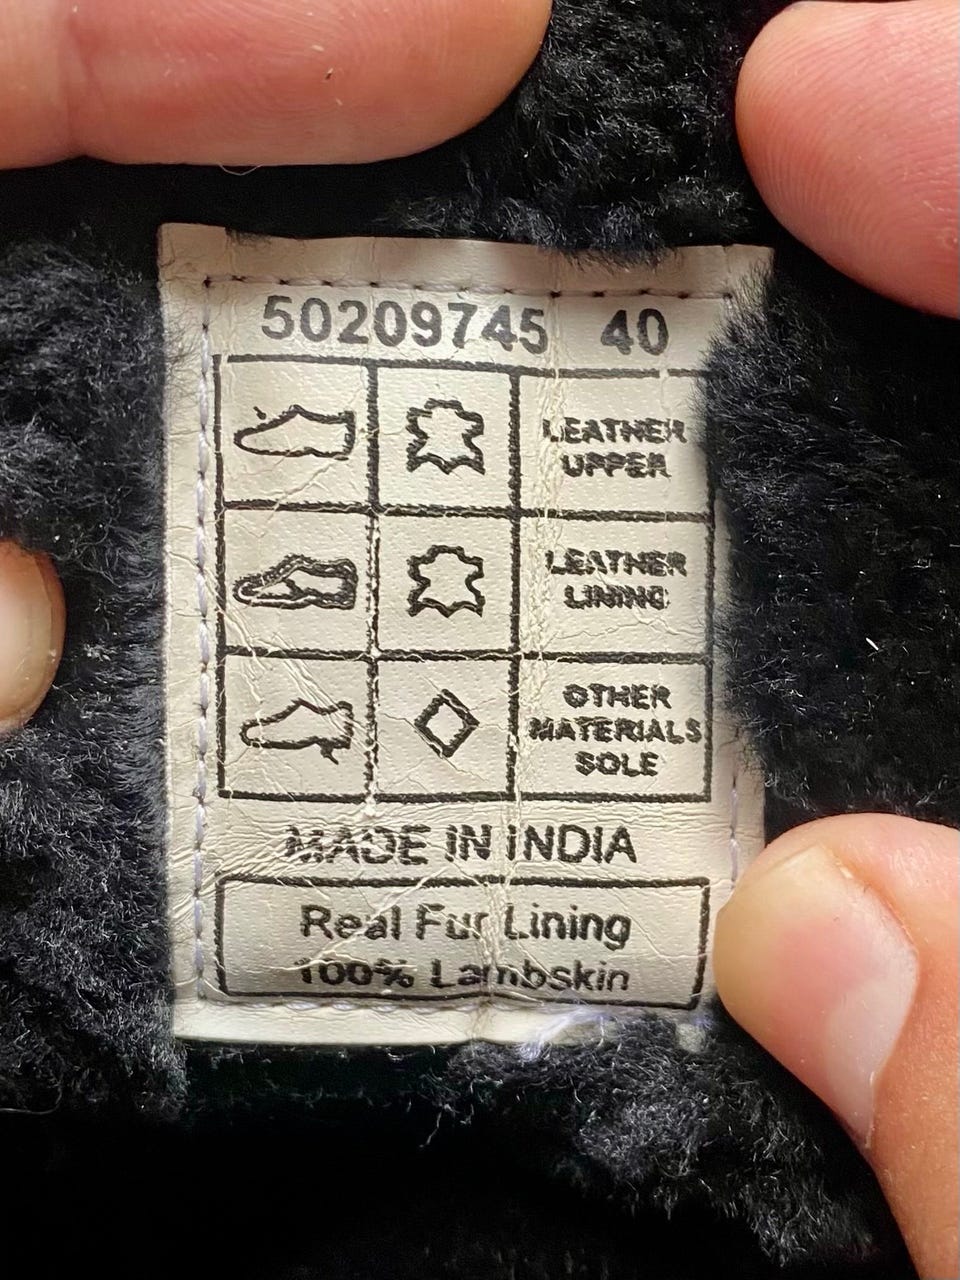 50209745 40
LEATHER
UPPER
LEATHER
LINING
OTHER
MATERIALS
SOLE
MADE IN INDIA
Real Fur Lining
100% Lambskin